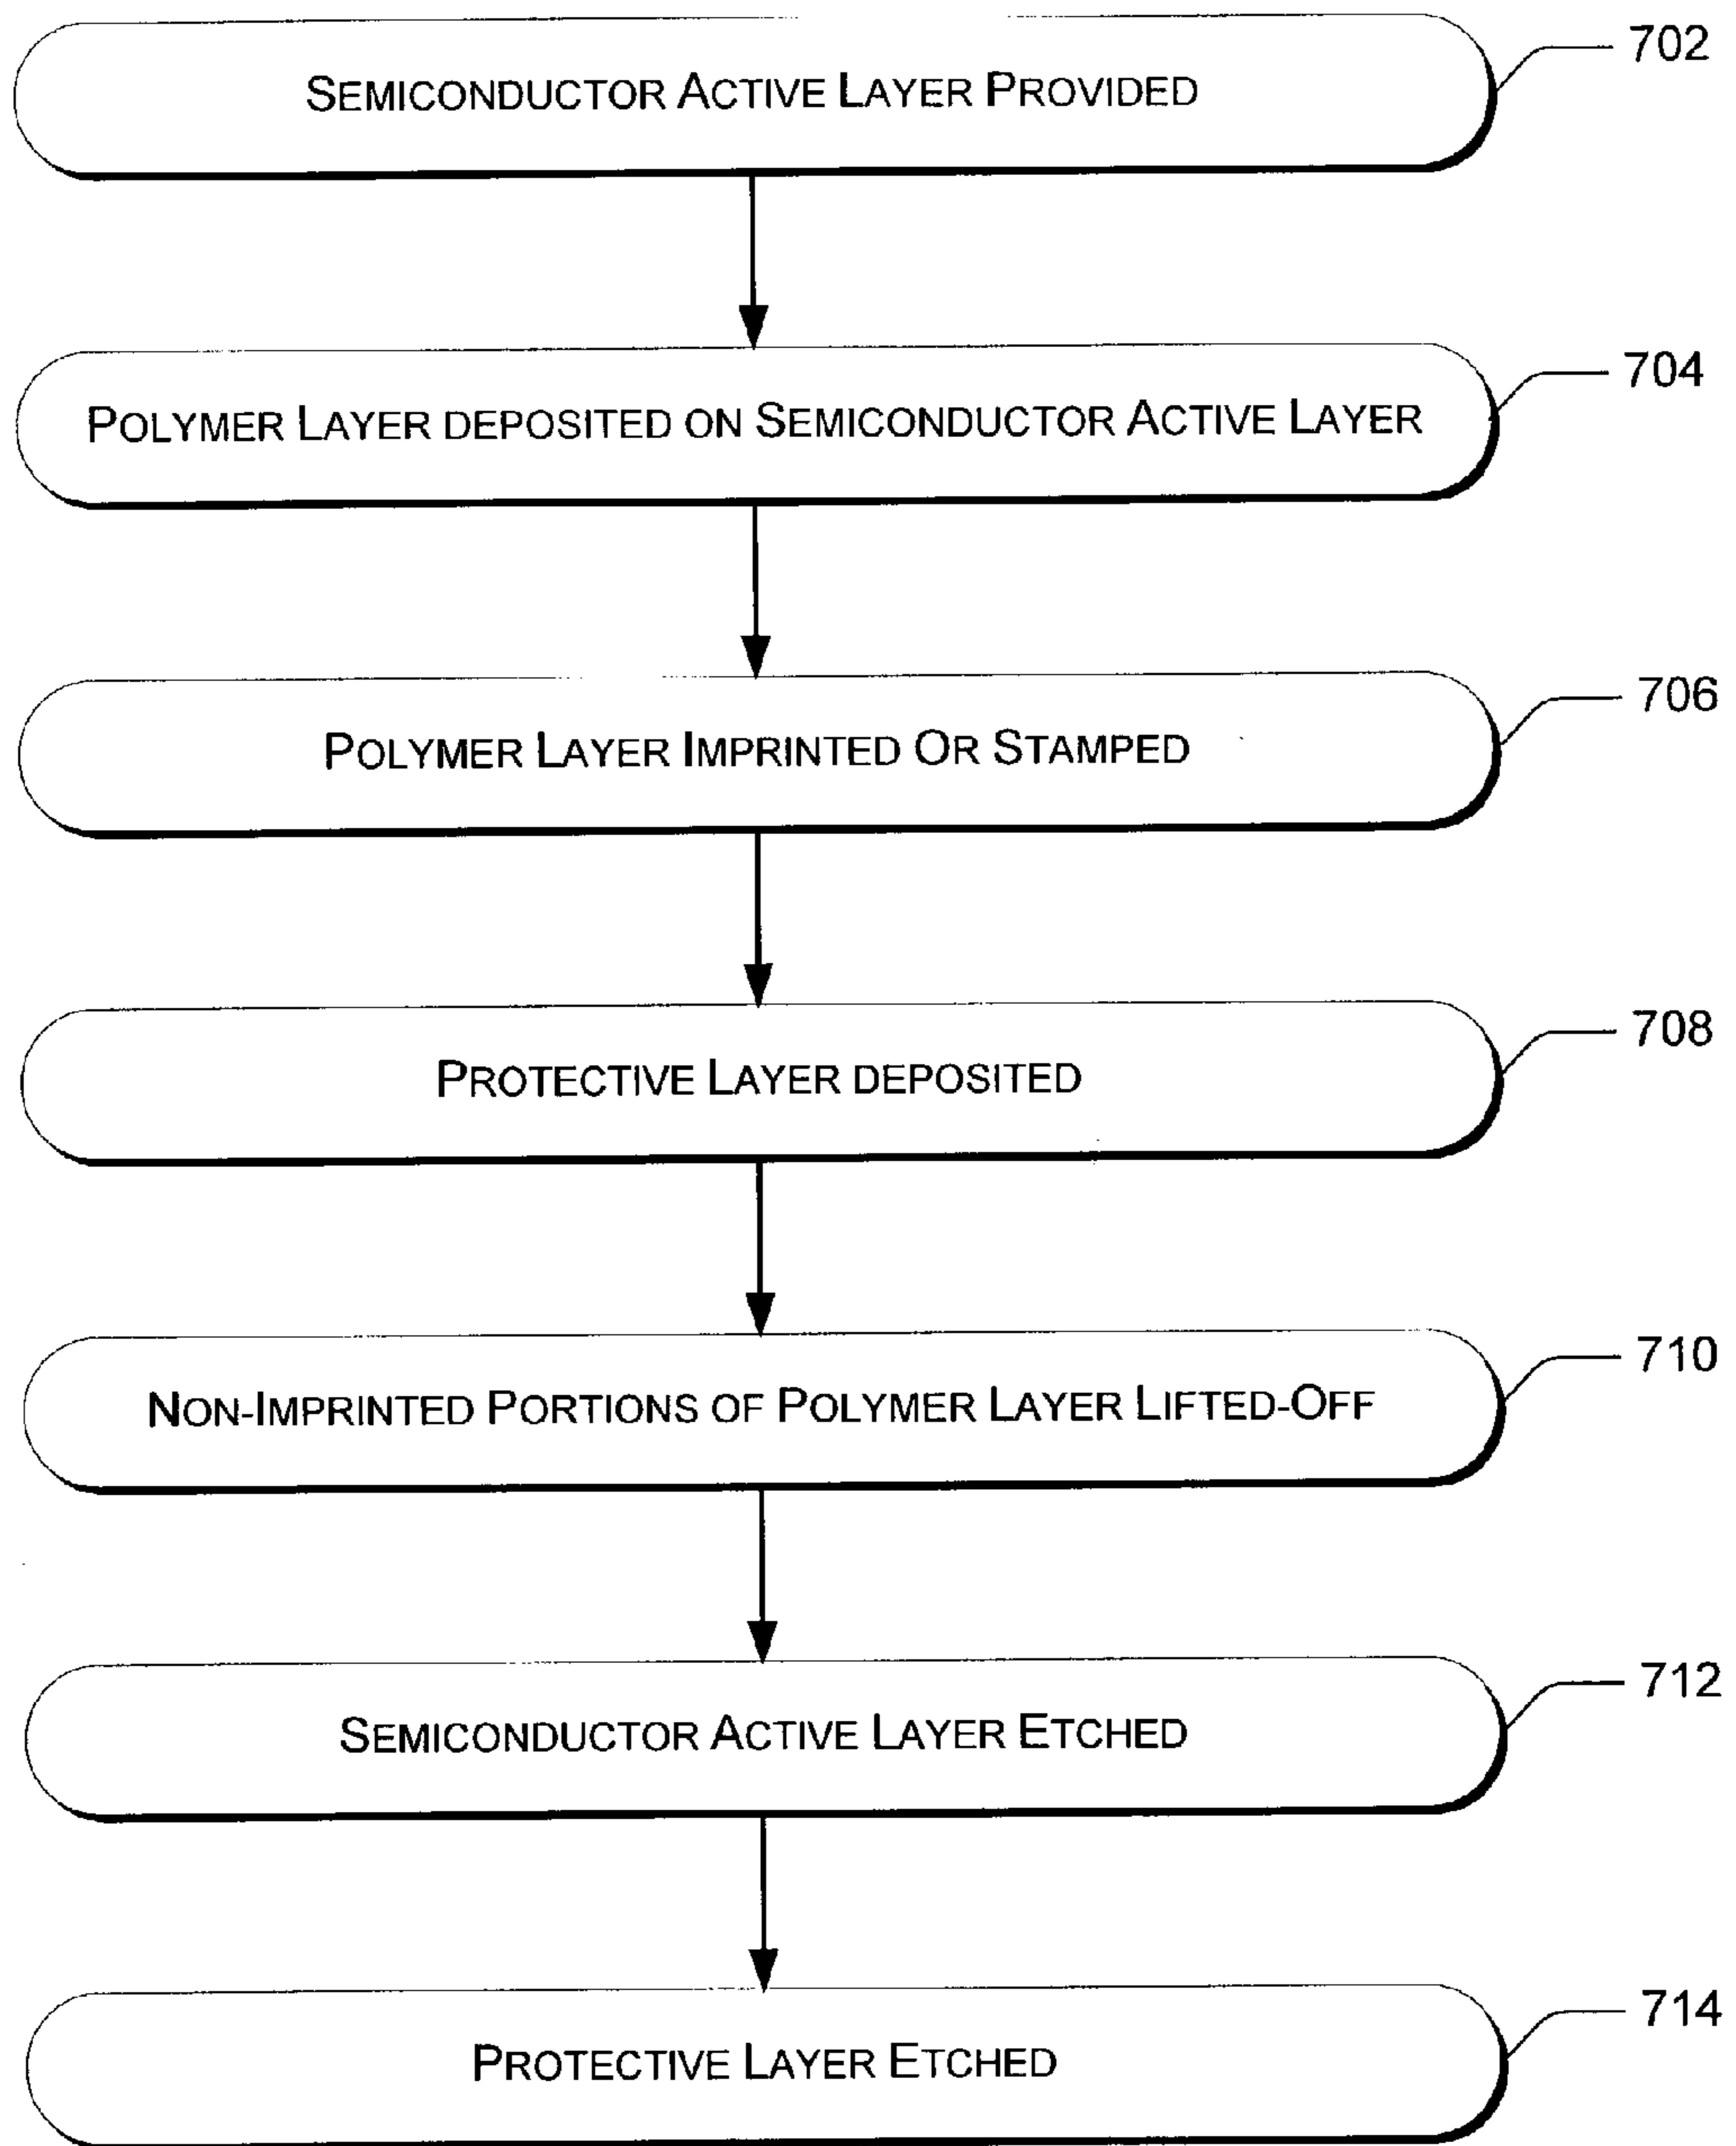 SEMICONDUCTOR ACTIVE LAYER PROVIDED
702
POLYMER LAYER DEPOSITED ON SEMICONDUCTOR ACTIVE LAYER
704
POLYMER LAYER IMPRINTED OR STAMPED
706
PROTECTIVE LAYER DEPOSITED
708
NON-IMPRINTED PORTIONS OF POLYMER LAYER LIFTED-OFF
710
SEMICONDUCTOR ACTIVE LAYER ETCHED
712
PROTECTIVE LAYER ETCHED
714